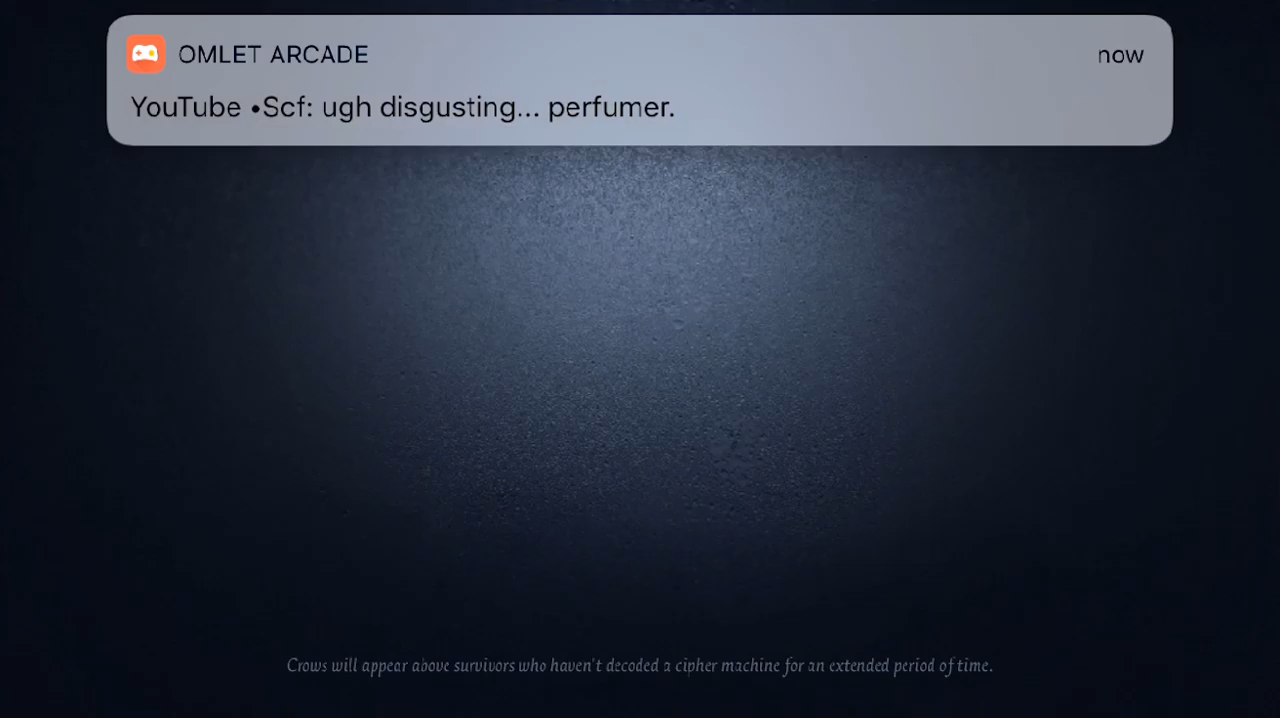 OMLET ARCADE
now
YouTube •Scf: ugh disgusting... perfumer.
Crows will appear above survivors who haven't decoded a cipher machine for an extended period of time.